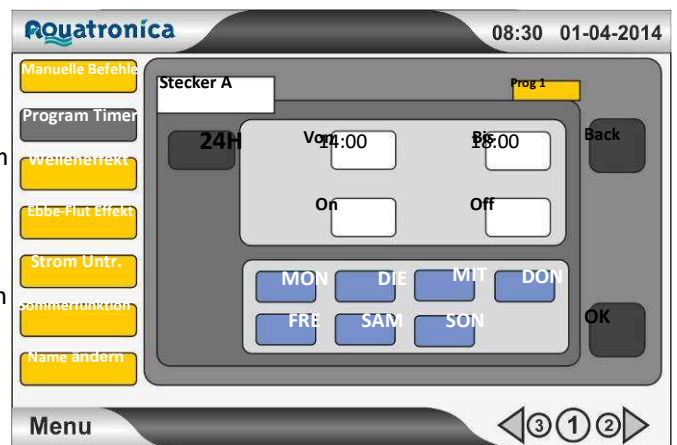 Aquatronica
08:30 01-04-2014
Manuelle Befehle
Program Timer
Welleneffekt
Ebbe-Flut Effekt
Strom Untr.
Sommerfunktion
Name ändern
Stecker A
Prog 1
24H
Von 14:00
Bis 18:00
On
Off
Back
MON DIE MIT DON
FRE SAM SON
OK
m
n
Menu
3 1 2